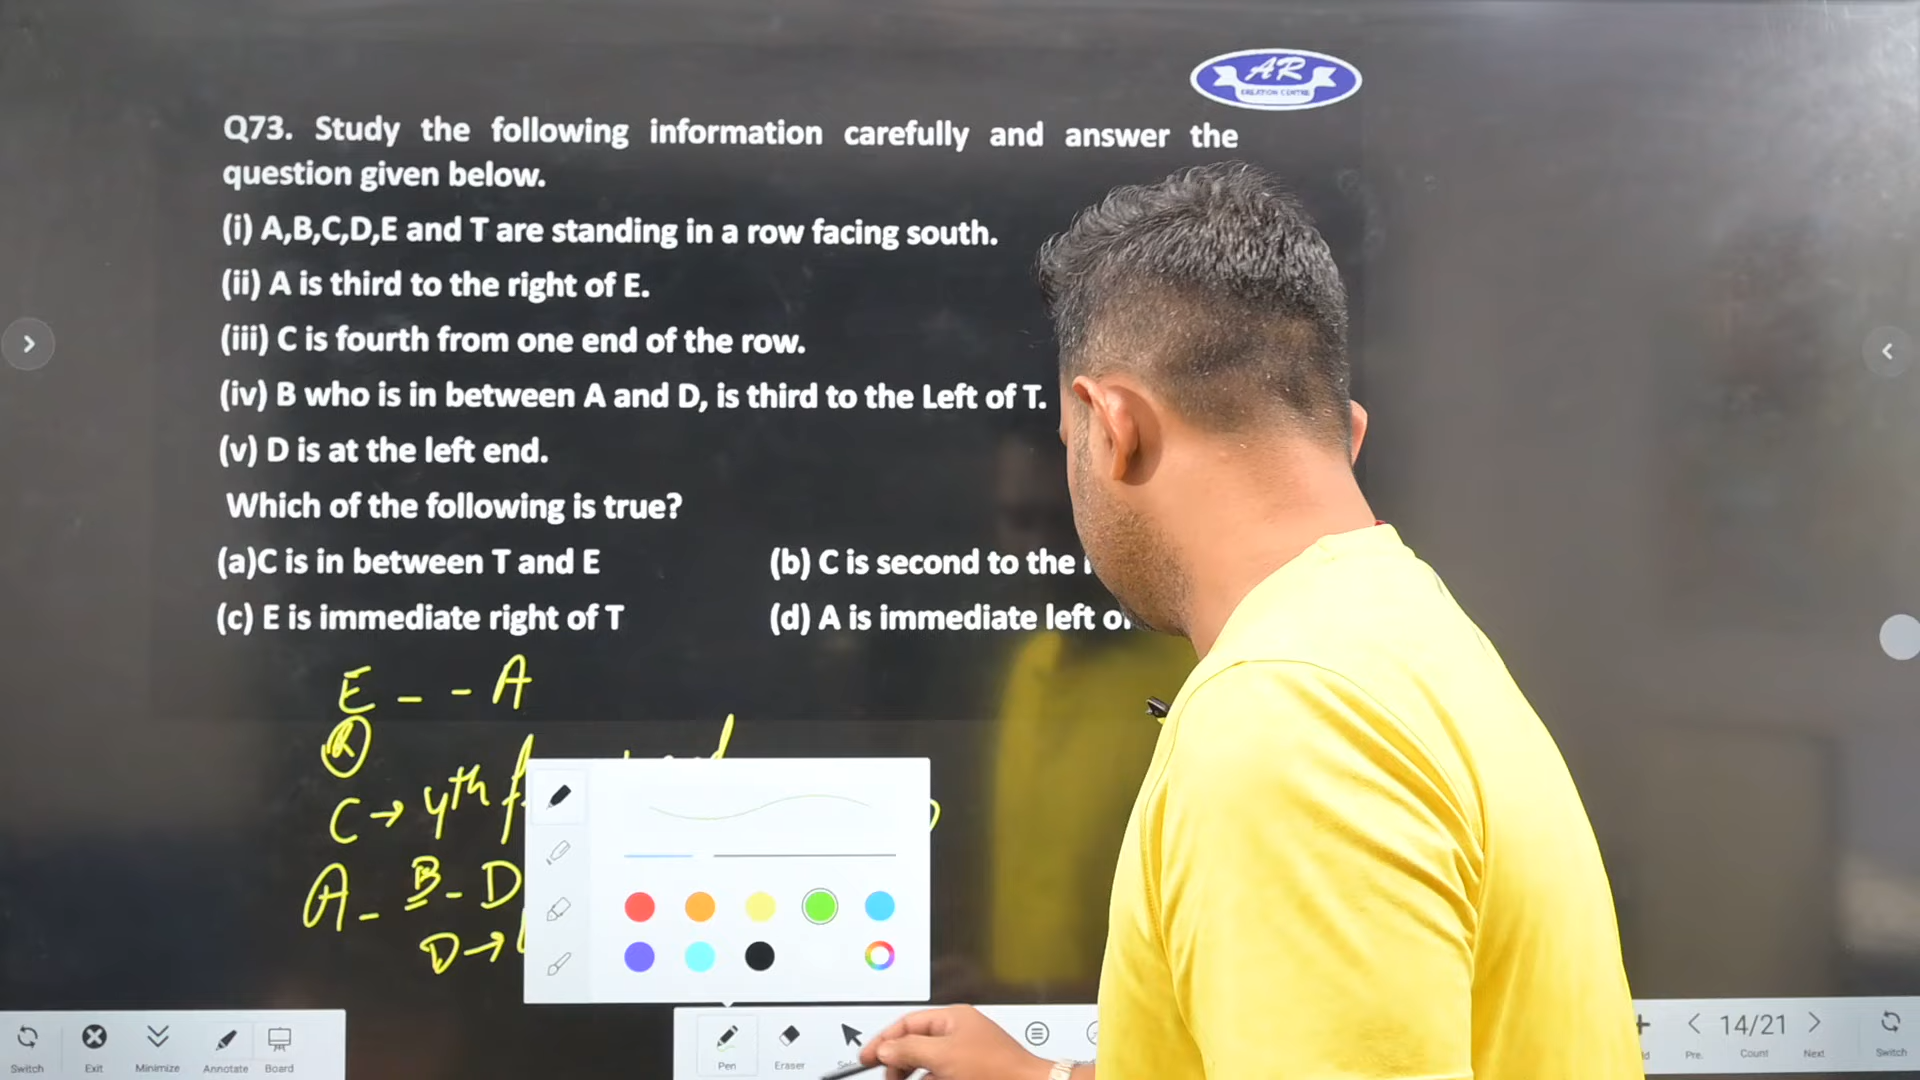 AR
CREATION CENTRE
Q73. Study the following information carefully and answer the
question given below.
(i) A,B,C,D,E and T are standing in a row facing south.
(ii) A is third to the right of E.
(iii) C is fourth from one end of the row.
(iv) B who is in between A and D, is third to the Left of T.
(v) D is at the left end.
Which of the following is true?
(a)C is in between T and E
(b) C is second to the
(c) E is immediate right of T
(d) A is immediate left of
E - - A
R
C → 4th
A - B - D
D →
Switch
Exit
Minimize
Annotate
Board
Pen
Eraser
14/21
Pre.
Count
Next
Switch